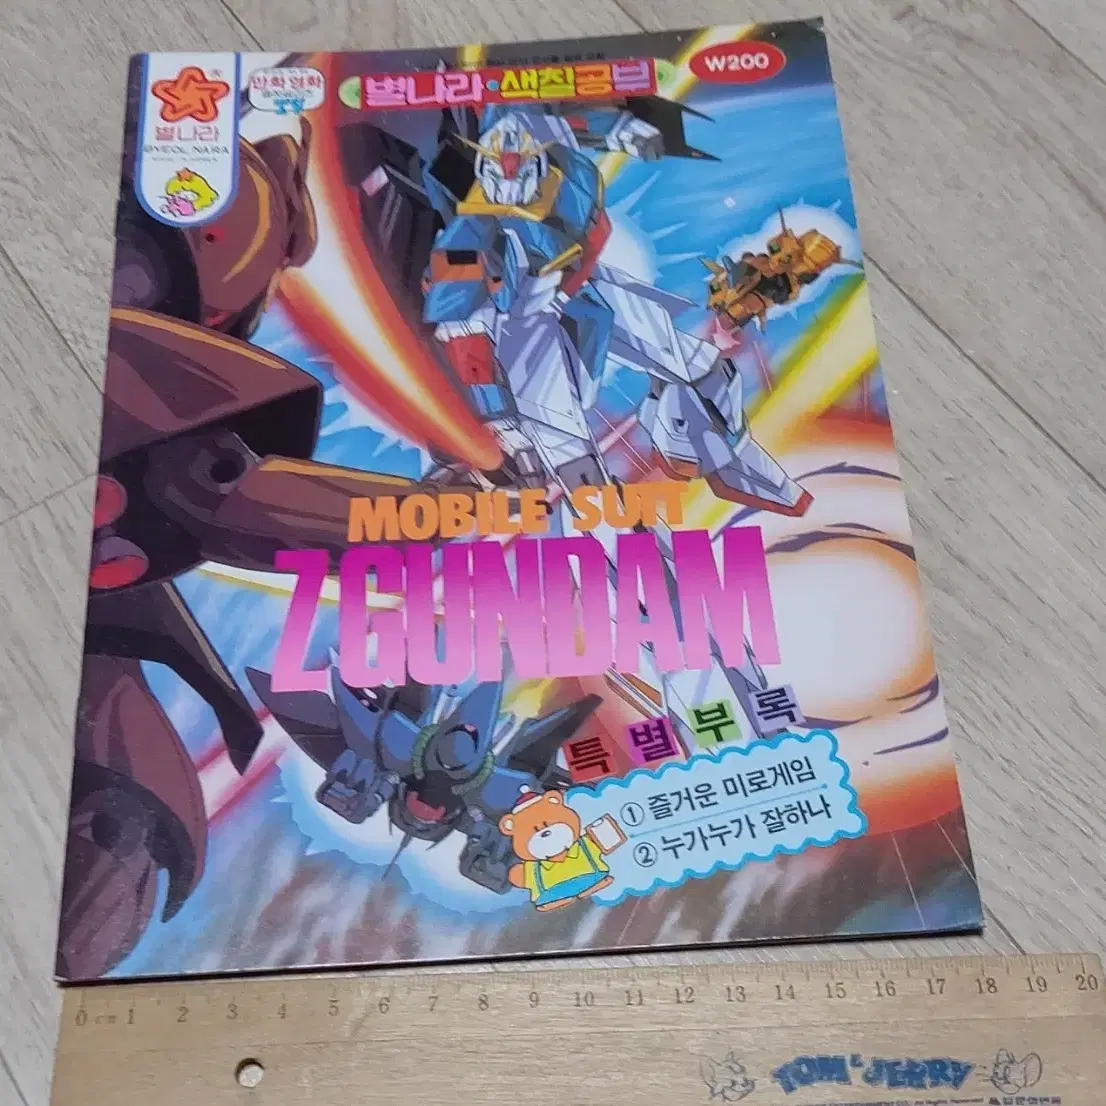 W200
별나라·색칠공부
만화영화
TV
별나라
BYEOL NARA
MOBILE SUIT
Z GUNDAM
특별부록
① 즐거운 미로게임
② 누가누가 잘하나
0 cm 1 2 3 4 5 6 7 8 9 10 11 12 13 14 15 16 17 18 19 20
TOM & JERRY